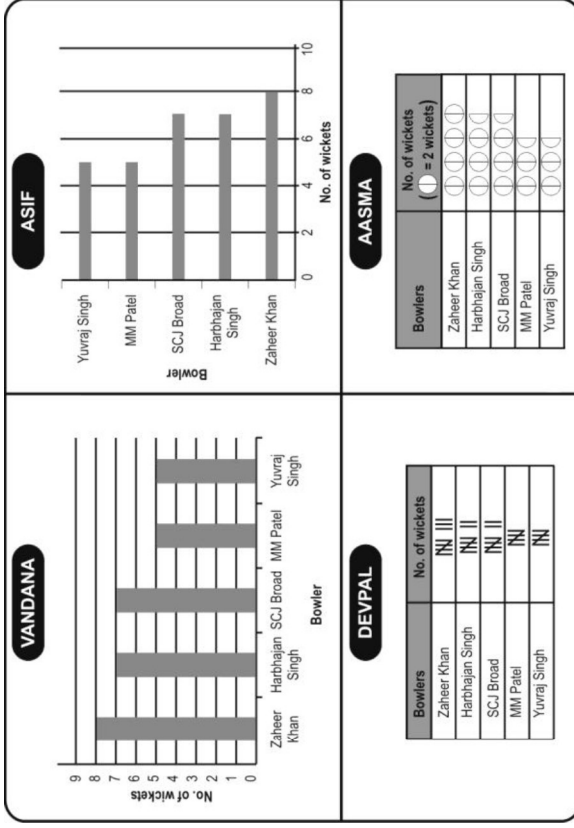 VANDANA
No. of wickets
9
8
7
6
5
4
3
2
1
0
Zaheer Khan
Harbhajan Singh
SCJ Broad
MM Patel
Yuvraj Singh
Bowler
ASIF
Bowler
Yuvraj Singh
MM Patel
SCJ Broad
Harbhajan Singh
Zaheer Khan
0 2 4 6 8 10
No. of wickets
DEVPAL
Bowlers No. of wickets
Zaheer Khan
Harbhajan Singh
SCJ Broad
MM Patel
Yuvraj Singh
AASMA
Bowlers No. of wickets
( = 2 wickets)
Zaheer Khan
Harbhajan Singh
SCJ Broad
MM Patel
Yuvraj Singh